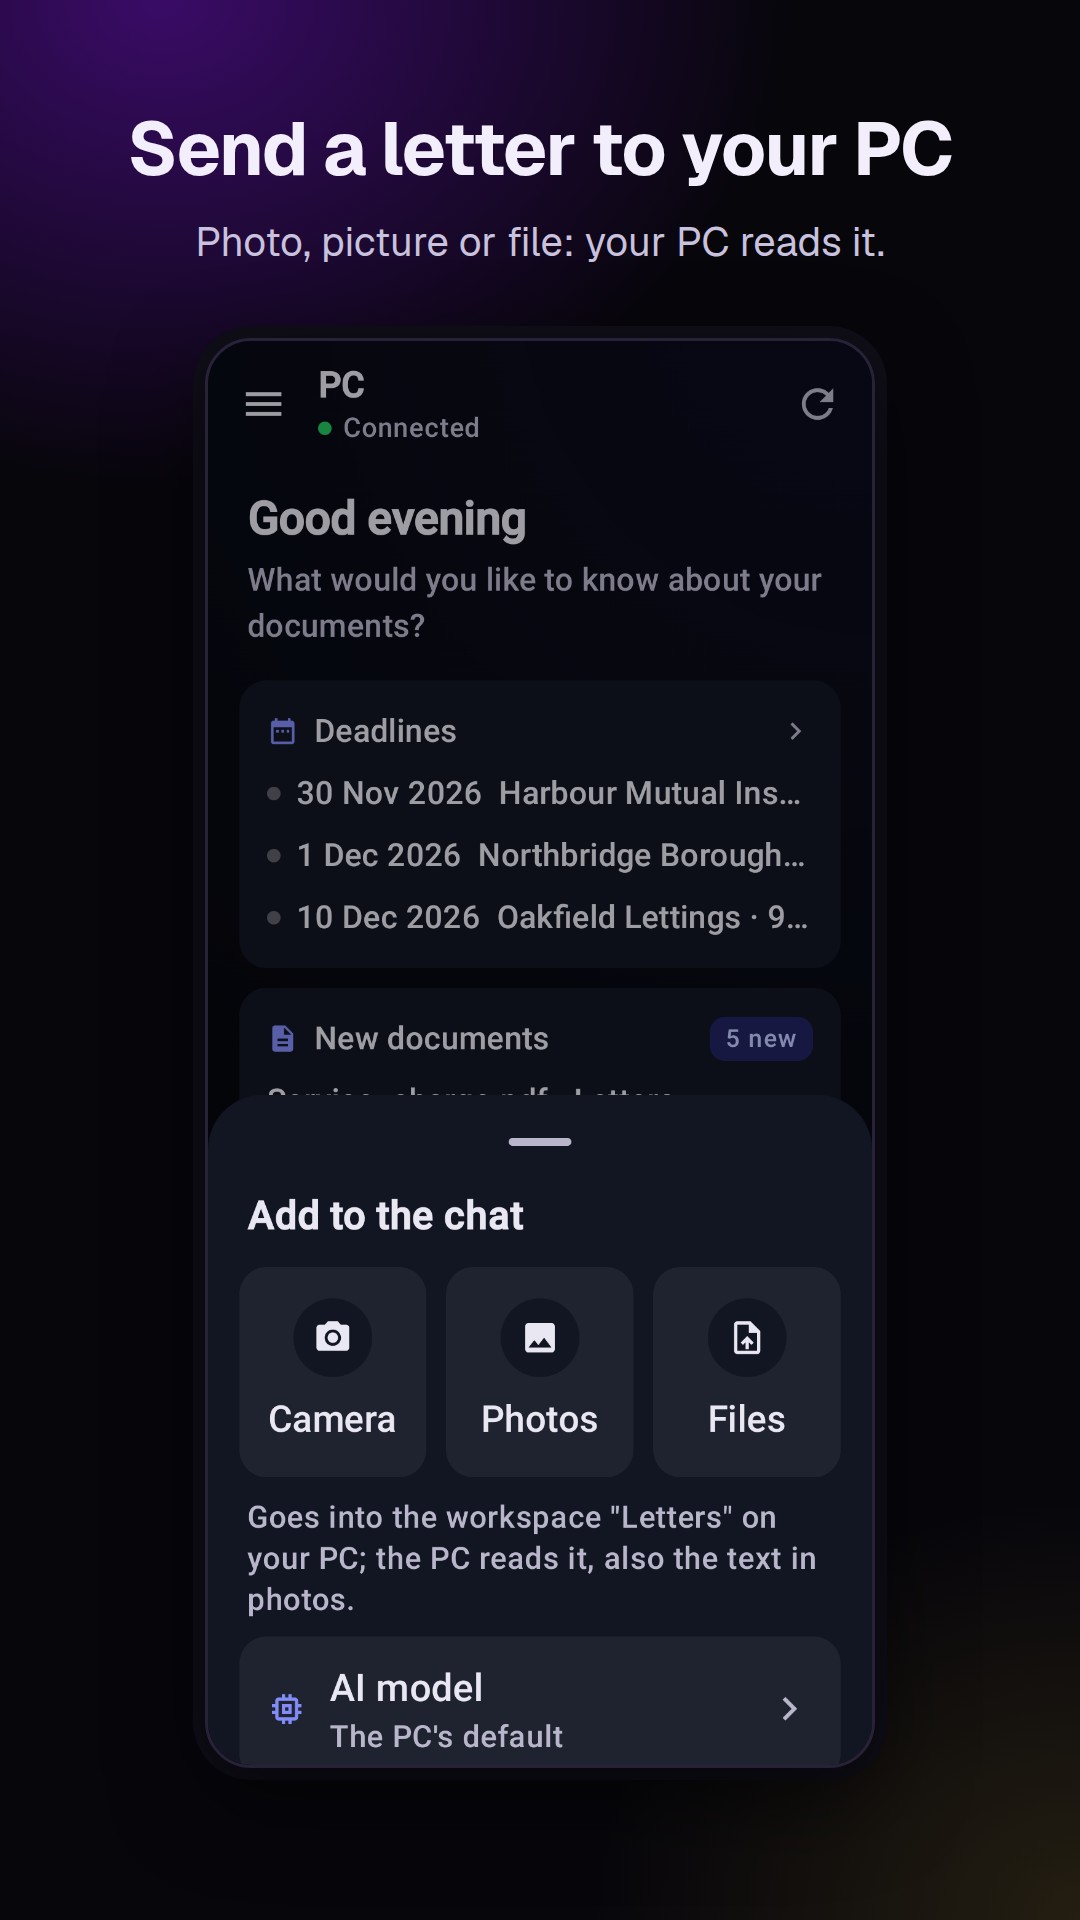 Send a letter to your PC
Photo, picture or file: your PC reads it.
PC
Connected
Good evening
What would you like to know about your
documents?
Deadlines
30 Nov 2026 Harbour Mutual Ins...
1 Dec 2026 Northbridge Borough...
10 Dec 2026 Oakfield Lettings · 9...
New documents
5 new
Add to the chat
Camera
Photos
Files
Goes into the workspace "Letters" on
your PC; the PC reads it, also the text in
photos.
AI model
The PC's default